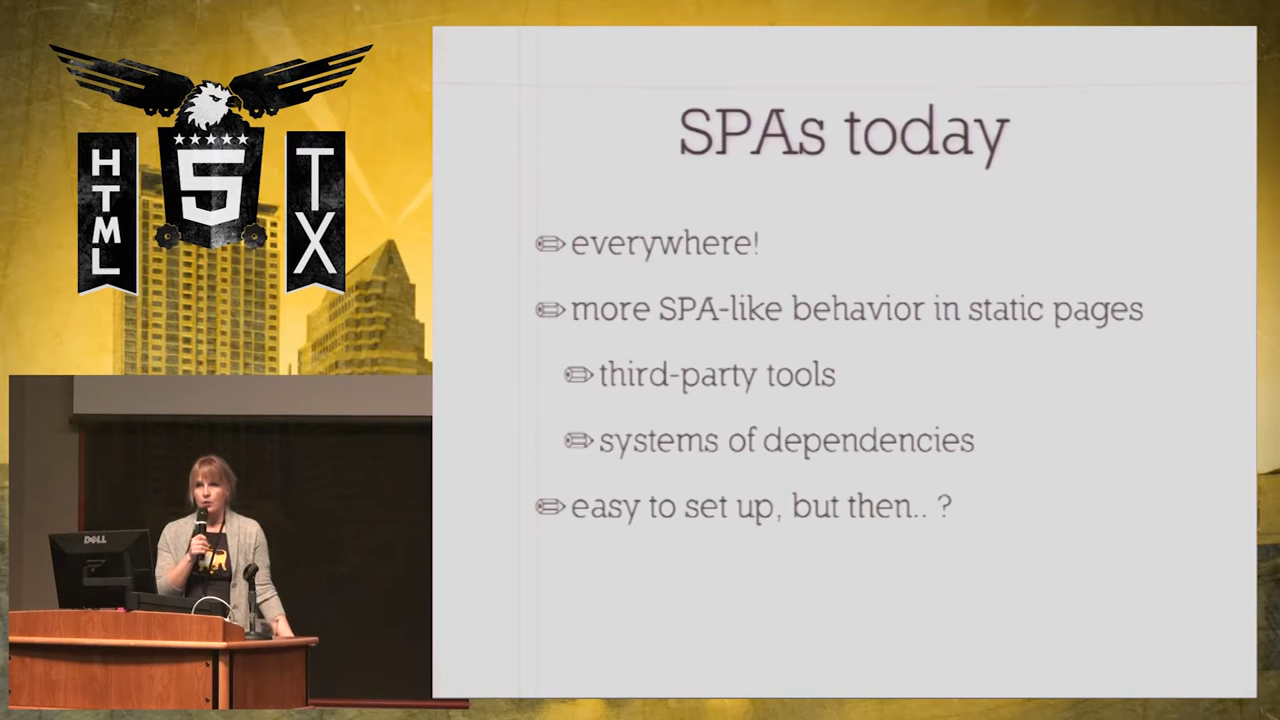 HTML
5
TX
SPAs today
everywhere!
more SPA-like behavior in static pages
third-party tools
systems of dependencies
easy to set up, but then.. ?
DELL